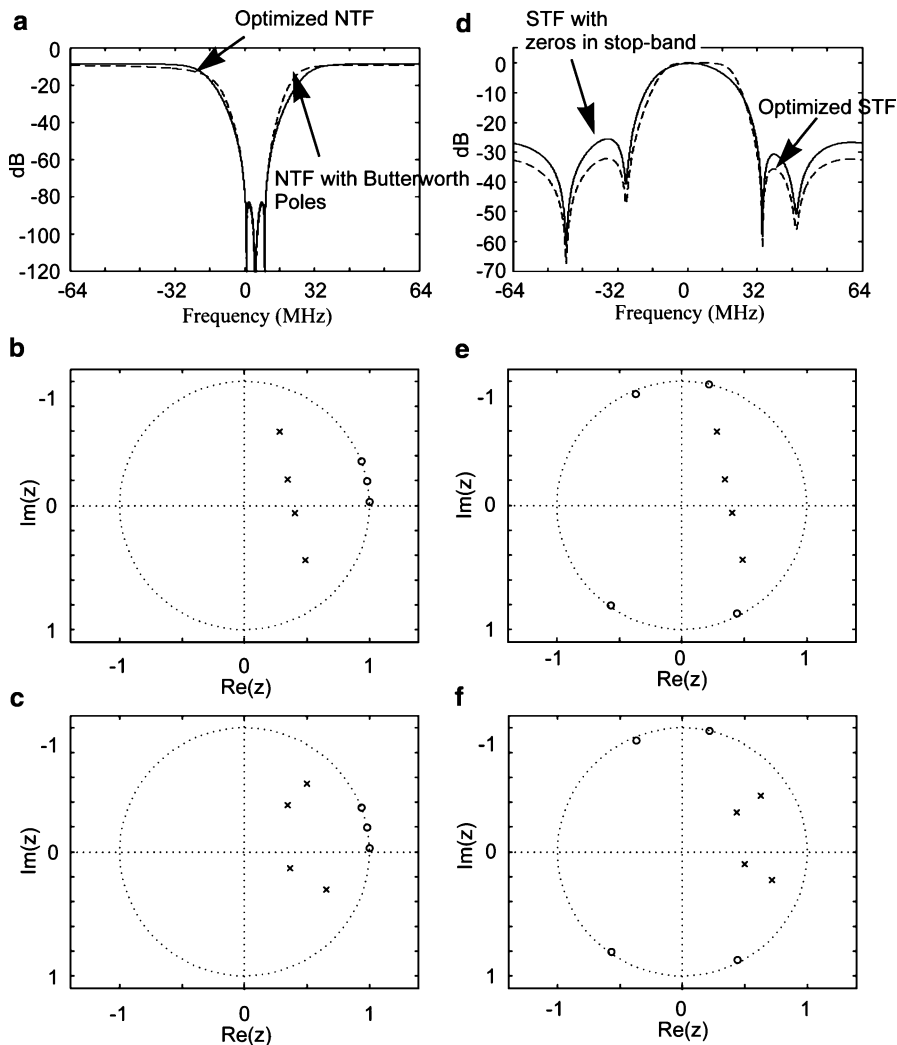 a
Optimized NTF
0
-20
-40
-60
-80
-100
-120
dB
NTF with Butterworth
Poles
-64
-32
0
32
64
Frequency (MHz)
d
STF with
zeros in stop-band
0
-10
-20
-30
-40
-50
-60
-70
dB
Optimized STF
-64
-32
0
32
64
Frequency (MHz)
b
-1
0
1
Im(z)
-1
0
1
Re(z)
e
-1
0
1
Im(z)
-1
0
1
Re(z)
c
-1
0
1
Im(z)
-1
0
1
Re(z)
f
-1
0
1
Im(z)
-1
0
1
Re(z)